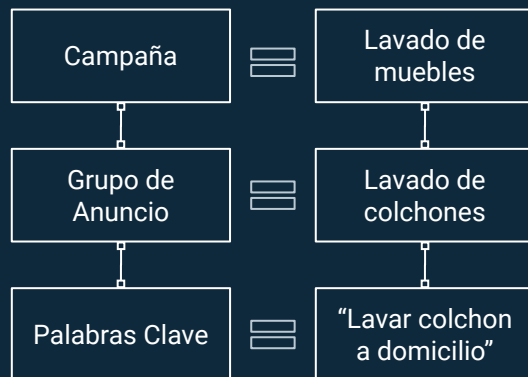 Campaña
Lavado de
muebles
Grupo de
Anuncio
Lavado de
colchones
Palabras Clave
“Lavar colchon
a domicilio”